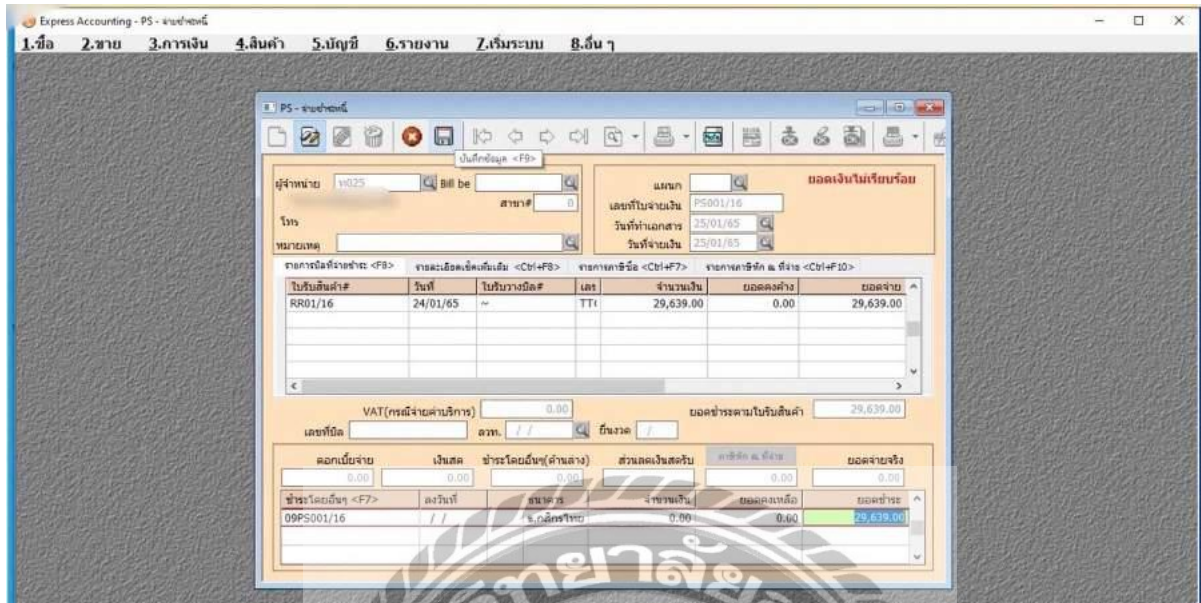 Express Accounting - PS - จ่ายชำระหนี้
1.ซื้อ 2.ขาย 3.การเงิน 4.สินค้า 5.บัญชี 6.รายงาน 7.เริ่มระบบ 8.อื่น ๆ
PS - จ่ายชำระหนี้
บันทึกข้อมูล <F9>
ผู้จำหน่าย ท025 Bill be แผนก ยอดเงินไม่เรียบร้อย
สาขา# 0 เลขที่ใบจ่ายเงิน PS001/16
โทร วันที่ทำเอกสาร 25/01/65
หมายเหตุ วันที่จ่ายเงิน 25/01/65
รายการบิลที่จ่ายชำระ <F8> รายละเอียดเช็คเพิ่มเติม <Ctrl+F8> รายการภาษีซื้อ <Ctrl+F7> รายการภาษีหัก ณ ที่จ่าย <Ctrl+F10>
ใบรับสินค้า# วันที่ ใบรับวางบิล# เลข จำนวนเงิน ยอดคงค้าง ยอดจ่าย
RR01/16 24/01/65 ~ TT( 29,639.00 0.00 29,639.00
VAT(กรณีจ่ายค่าบริการ) 0.00 ยอดชำระตามใบรับสินค้า 29,639.00
เลขที่บิล ลวท. / / ยื่นงวด /
ดอกเบี้ยจ่าย เงินสด ชำระโดยอื่นๆ(ด้านล่าง) ส่วนลดเงินสดรับ ภาษีหัก ณ ที่จ่าย ยอดจ่ายจริง
0.00 0.00 0.00 0.00 0.00
ชำระโดยอื่นๆ <F7> ลงวันที่ ธนาคาร จำนวนเงิน ยอดคงเหลือ ยอดชำระ
09PS001/16 / / ธ.กสิกรไทย 0.00 0.00 29,639.00